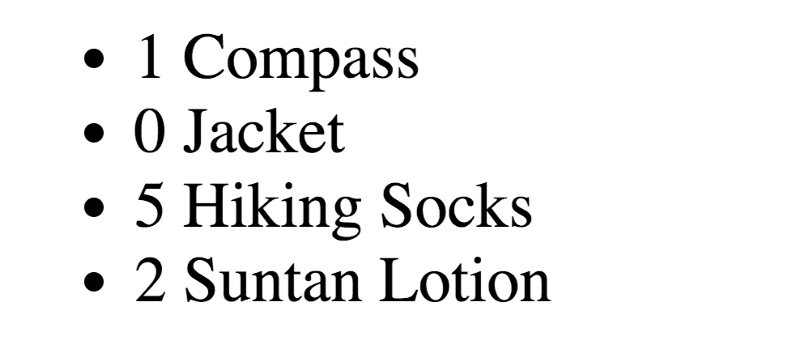 • 1 Compass
• 0 Jacket
• 5 Hiking Socks
• 2 Suntan Lotion